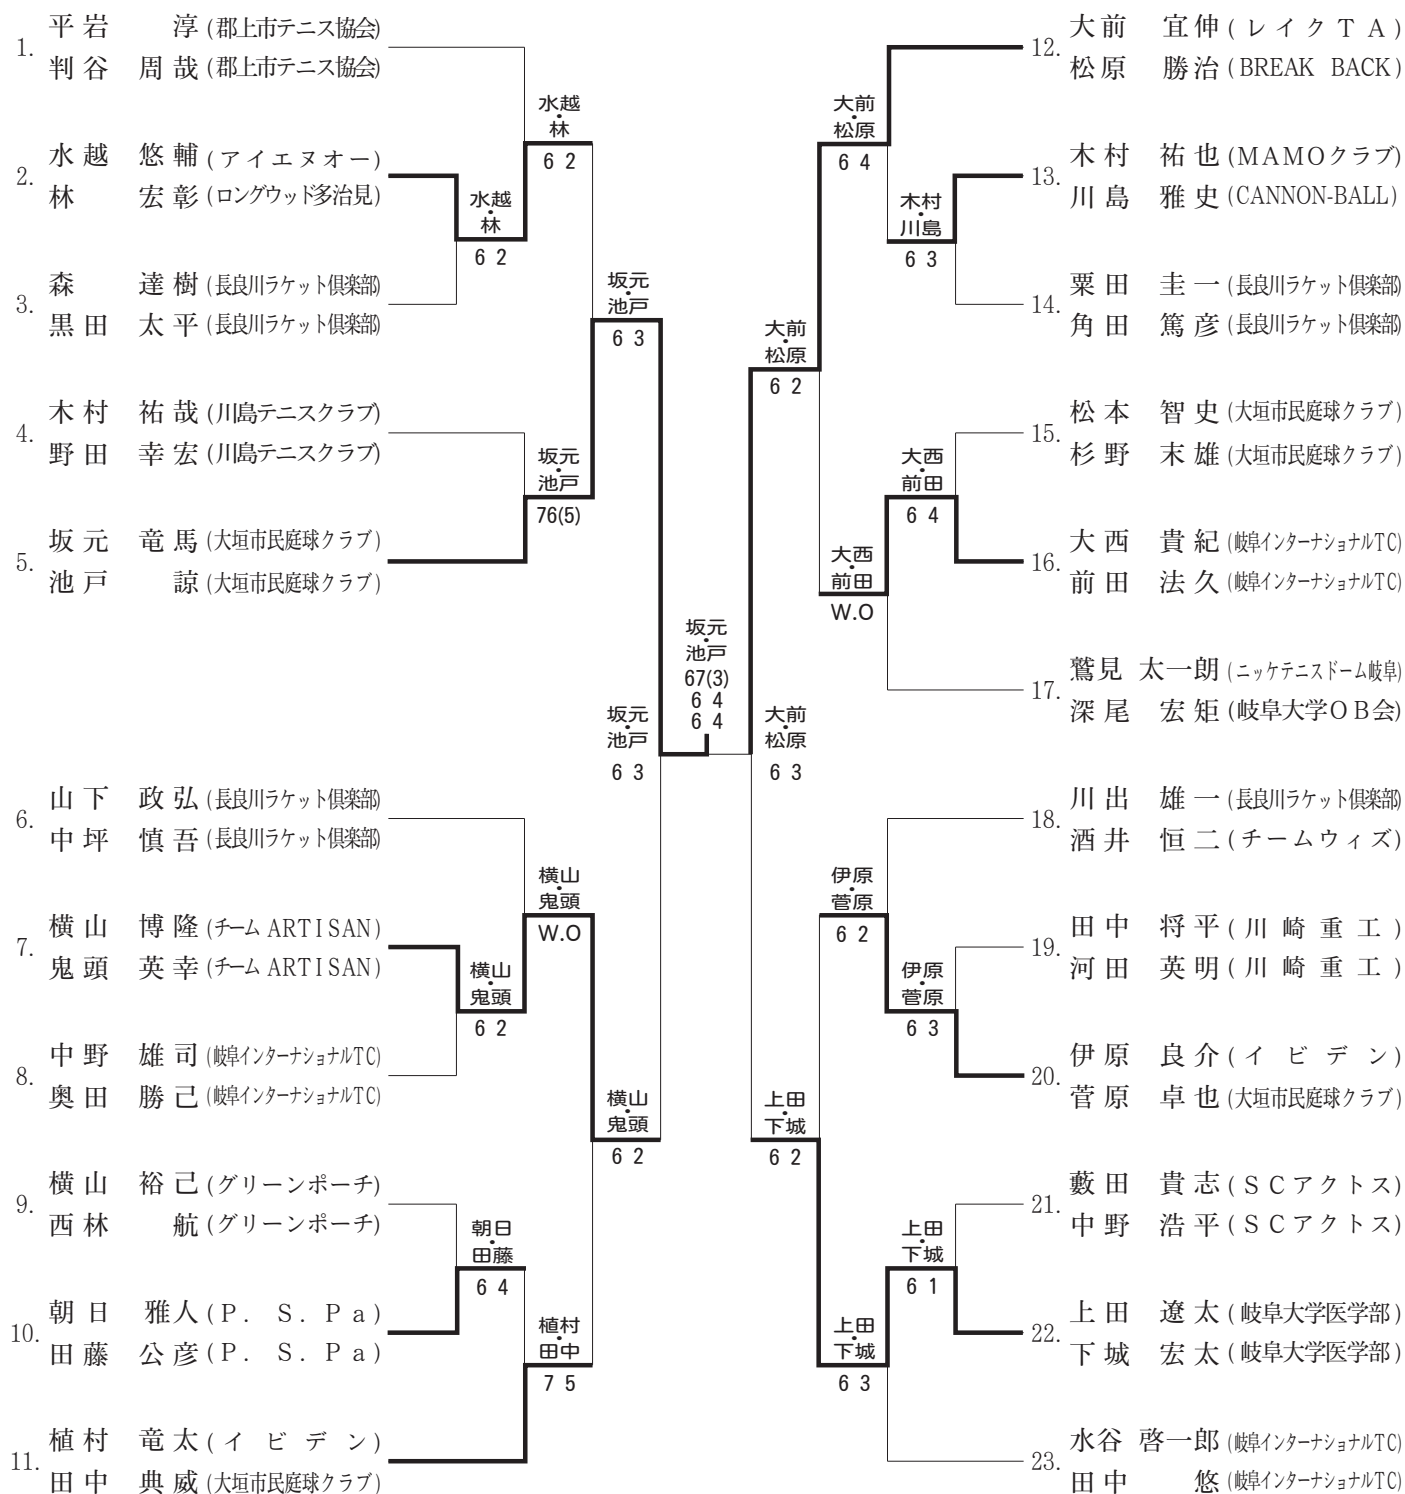 1. 平岩 淳 (郡上市テニス協会)
判谷 周哉 (郡上市テニス協会)
2. 水越 悠輔 (アイエヌオー)
林 宏彰 (ロングウッド多治見)
3. 森 達樹 (長良川ラケット倶楽部)
黒田 太平 (長良川ラケット倶楽部)
4. 木村 祐哉 (川島テニスクラブ)
野田 幸宏 (川島テニスクラブ)
5. 坂元 竜馬 (大垣市民庭球クラブ)
池戸 諒 (大垣市民庭球クラブ)
6. 山下 政弘 (長良川ラケット倶楽部)
中坪 慎吾 (長良川ラケット倶楽部)
7. 横山 博隆 (チーム ARTISAN)
鬼頭 英幸 (チーム ARTISAN)
8. 中野 雄司 (岐阜インターナショナルTC)
奥田 勝己 (岐阜インターナショナルTC)
9. 横山 裕己 (グリーンポーチ)
西林 航 (グリーンポーチ)
10. 朝日 雅人 (P. S. Pa)
田藤 公彦 (P. S. Pa)
11. 植村 竜太 (イビデン)
田中 典威 (大垣市民庭球クラブ)
水越・
林
6 2
水越・
林
6 2
坂元・
池戸
6 3
坂元・
池戸
76(5)
坂元・
池戸
6 3
横山・
鬼頭
W.O
横山・
鬼頭
6 2
横山・
鬼頭
6 2
朝日・
田藤
6 4
植村・
田中
7 5
坂元・
池戸
67(3)
6 4
6 4
大前・
松原
6 4
木村・
川島
6 3
大前・
松原
6 2
大西・
前田
6 4
大西・
前田
W.O
大前・
松原
6 3
伊原・
菅原
6 2
伊原・
菅原
6 3
上田・
下城
6 2
上田・
下城
6 1
上田・
下城
6 3
12. 大前 宜伸 (レイクTA)
松原 勝治 (BREAK BACK)
13. 木村 祐也 (MAMOクラブ)
川島 雅史 (CANNON-BALL)
14. 粟田 圭一 (長良川ラケット倶楽部)
角田 篤彦 (長良川ラケット倶楽部)
15. 松本 智史 (大垣市民庭球クラブ)
杉野 末雄 (大垣市民庭球クラブ)
16. 大西 貴紀 (岐阜インターナショナルTC)
前田 法久 (岐阜インターナショナルTC)
17. 鷲見 太一朗 (ニッケテニスドーム岐阜)
深尾 宏矩 (岐阜大学OB会)
18. 川出 雄一 (長良川ラケット倶楽部)
酒井 恒二 (チームウィズ)
19. 田中 将平 (川崎重工)
河田 英明 (川崎重工)
20. 伊原 良介 (イビデン)
菅原 卓也 (大垣市民庭球クラブ)
21. 藪田 貴志 (SCアクトス)
中野 浩平 (SCアクトス)
22. 上田 遼太 (岐阜大学医学部)
下城 宏太 (岐阜大学医学部)
23. 水谷 啓一郎 (岐阜インターナショナルTC)
田中 悠 (岐阜インターナショナルTC)